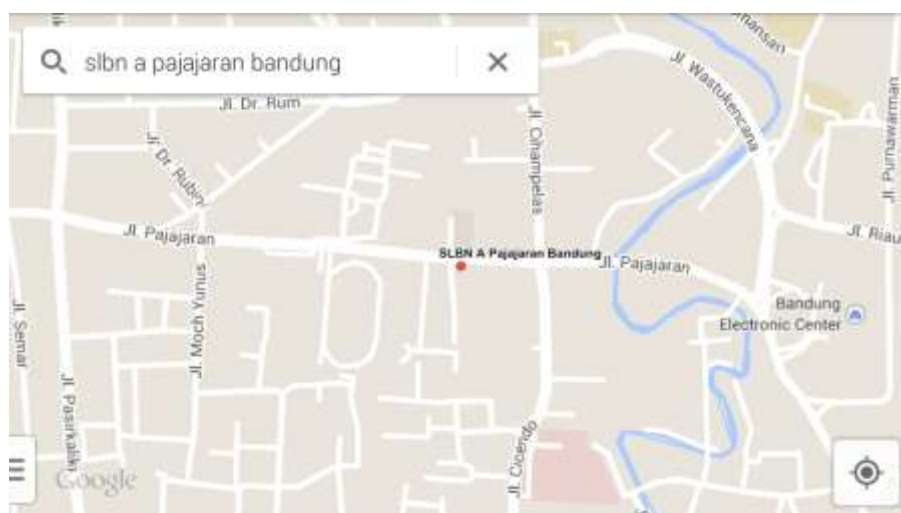 slbn a pajajaran bandung
Jl. Dr. Rum
Jl. Dr. Rubini
Jl. Cihampelas
Jl. Wastukencana
Jl. Purnawarman
Jl. Pajajaran
SLBN A Pajajaran Bandung
Jl. Pajajaran
Jl. Riau
Jl. Moch Yunus
Jl. Semar
Jl. Pasirkaliki
Bandung
Electronic Center
Jl. Cicendo
Google